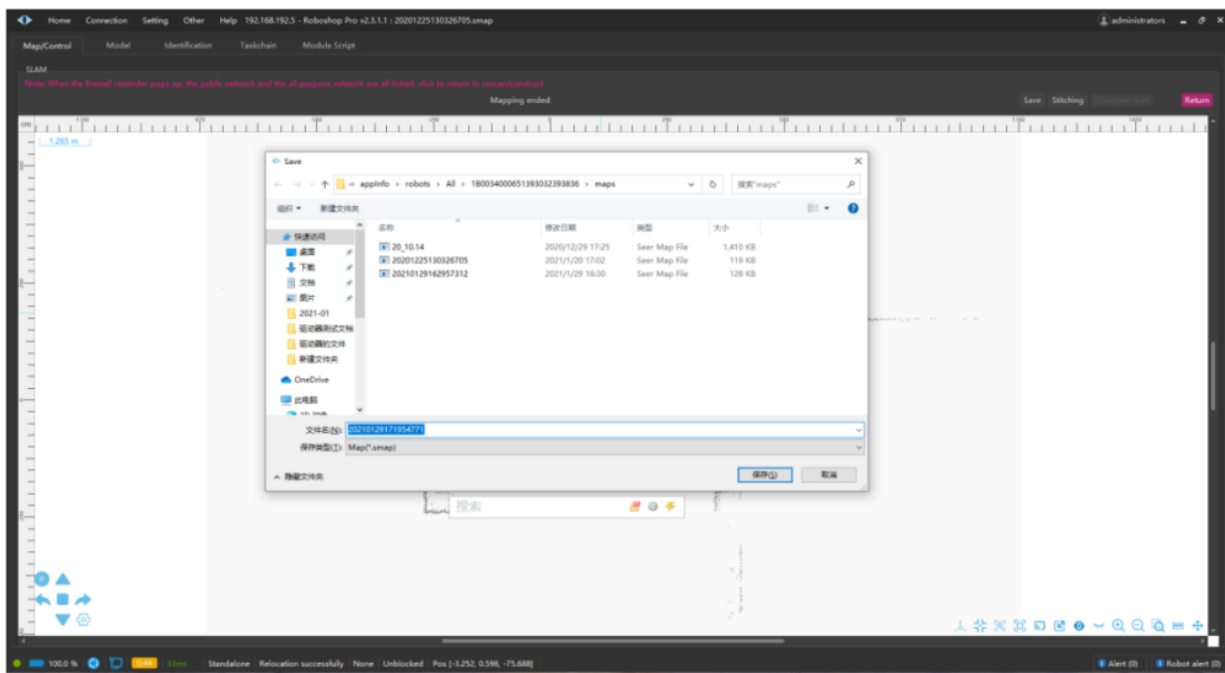 Home Connection Setting Other Help 192.168.192.5 - Roboshop Pro v2.3.1.1 : 20201225130326705.smap administrators
Map/Control Model Identification Taskchain Module Script
SLAM
Note: When the firewall reminder pops up, the public network and the all-purpose network are all ticked, click to return to rescan/construct
Mapping ended Save Stitching Return
cm
1.265 m
Save
« appInfo › robots › All › 1B0034000651393032393836 › maps 搜索"maps"
组织 新建文件夹
名称 修改日期 类型 大小
快速访问
桌面
下载
文档
图片
2021-01
驱动器测试文档
驱动器的文件
新建文件夹
OneDrive
此电脑
20_10.14 2020/12/29 17:25 Seer Map File 1,410 KB
20201225130326705 2021/1/20 17:02 Seer Map File 119 KB
20210129162957312 2021/1/29 16:30 Seer Map File 128 KB
文件名(N): 20210129171954771
保存类型(T): Map(*.smap)
隐藏文件夹 保存(S) 取消
搜索
100.0 % 0.44 33ms Standalone Relocation successfully None Unblocked Pos [-3.252, 0.596, -75.688] Alert (0) Robot alert (0)